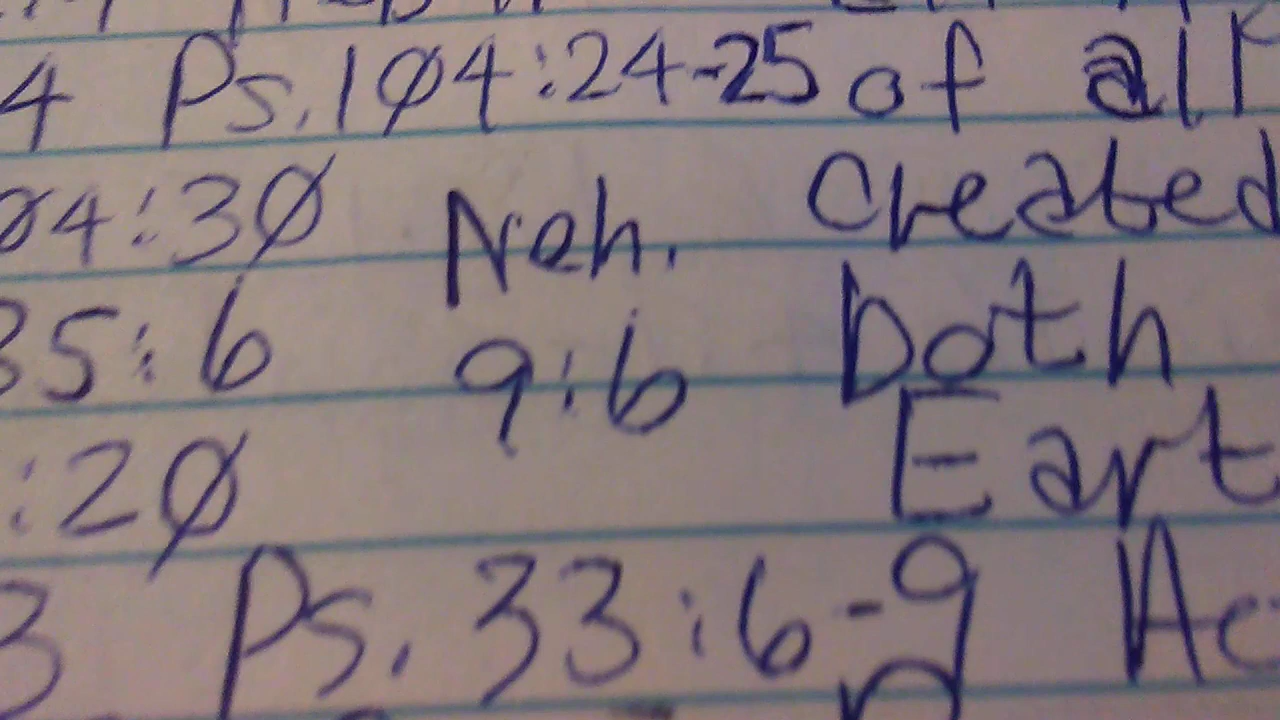 4 Ps. 104:24-25 of all
04:30 Neh. Created
35:6 9:6 Doth
:20 Eart
3 Ps. 33:6-9 Ac